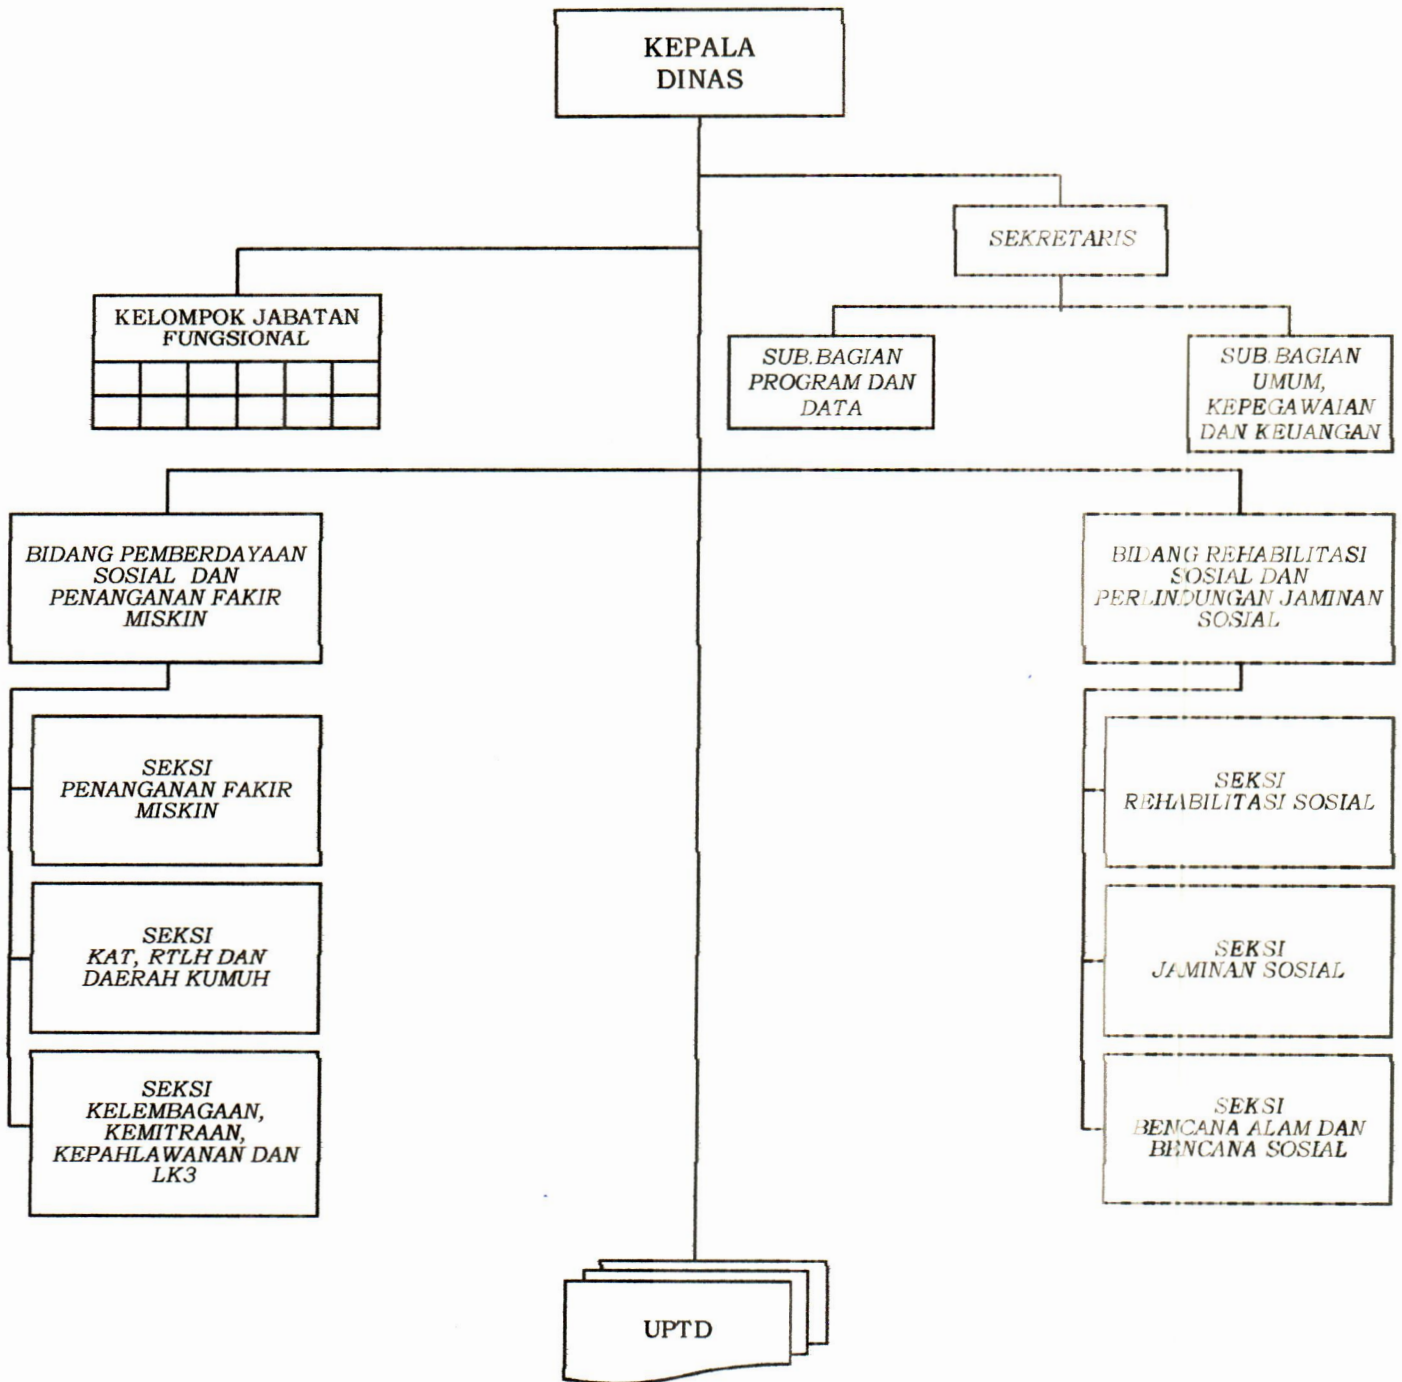 KEPALA
DINAS
SEKRETARIS
KELOMPOK JABATAN
FUNGSIONAL
SUB.BAGIAN
PROGRAM DAN
DATA
SUB.BAGIAN
UMUM,
KEPEGAWAIAN
DAN KEUANGAN
BIDANG PEMBERDAYAAN
SOSIAL DAN
PENANGANAN FAKIR
MISKIN
BIDANG REHABILITASI
SOSIAL DAN
PERLINDUNGAN JAMINAN
SOSIAL
SEKSI
PENANGANAN FAKIR
MISKIN
SEKSI
REHABILITASI SOSIAL
SEKSI
KAT, RTLH DAN
DAERAH KUMUH
SEKSI
JAMINAN SOSIAL
SEKSI
KELEMBAGAAN,
KEMITRAAN,
KEPAHLAWANAN DAN
LK3
SEKSI
BENCANA ALAM DAN
BENCANA SOSIAL
UPTD